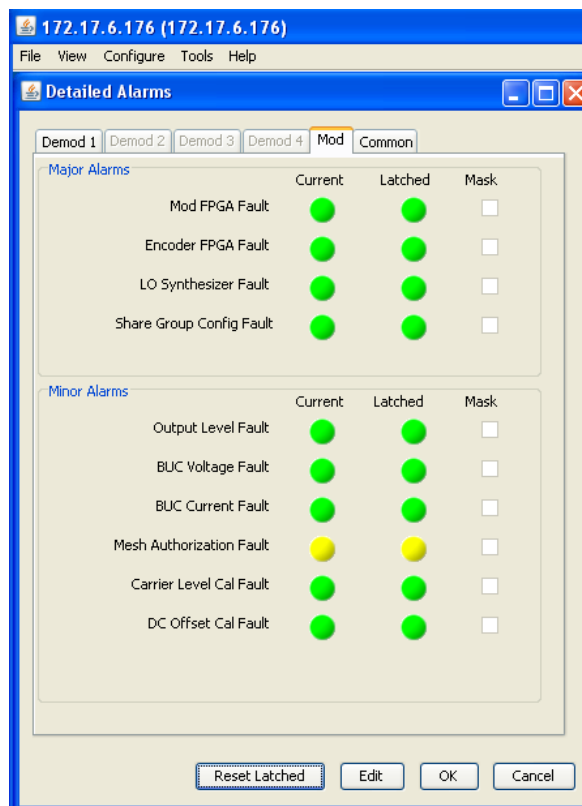 172.17.6.176 (172.17.6.176)
File View Configure Tools Help
Detailed Alarms
Demod 1 Demod 2 Demod 3 Demod 4 Mod Common
Major Alarms
Current Latched Mask
Mod FPGA Fault
Encoder FPGA Fault
LO Synthesizer Fault
Share Group Config Fault
Minor Alarms
Current Latched Mask
Output Level Fault
BUC Voltage Fault
BUC Current Fault
Mesh Authorization Fault
Carrier Level Cal Fault
DC Offset Cal Fault
Reset Latched Edit OK Cancel